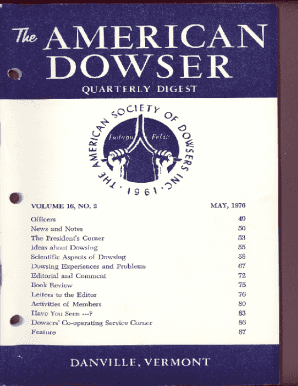 The AMERICAN
DOWSER
QUARTERLY DIGEST
THE AMERICAN SOCIETY OF DOWSERS INC.
Indago Felix
1961
VOLUME 16, NO. 2 MAY, 1976
Officers 49
News and Notes 50
The President's Corner 53
Ideas about Dowsing 55
Scientific Aspects of Dowsing 58
Dowsing Experiences and Problems 67
Editorial and Comment 72
Book Review 75
Letters to the Editor 76
Activities of Members 80
Have You Seen ---? 83
Dowsers' Co-operating Service Corner 86
Feature 87
DANVILLE, VERMONT